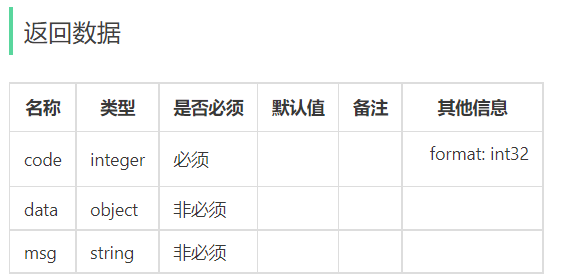 返回数据
名称 类型 是否必须 默认值 备注 其他信息
code integer 必须 format: int32
data object 非必须
msg string 非必须